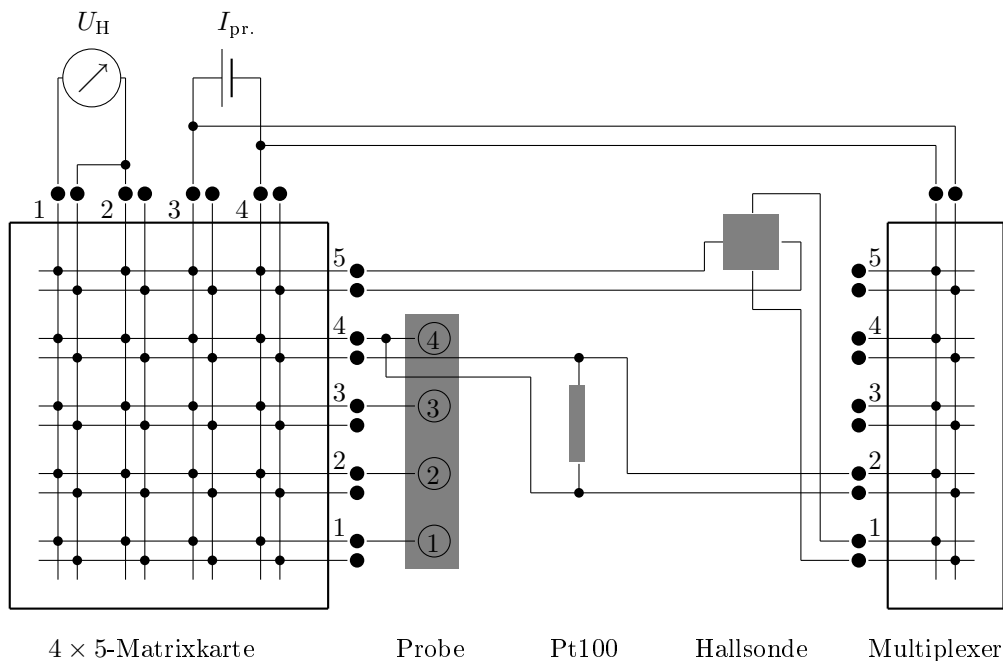 U_H I_pr.
1 2 3 4
5 5
4 ④ 4
3 ③ 3
2 ② 2
1 ① 1
4 × 5-Matrixkarte Probe Pt100 Hallsonde Multiplexer